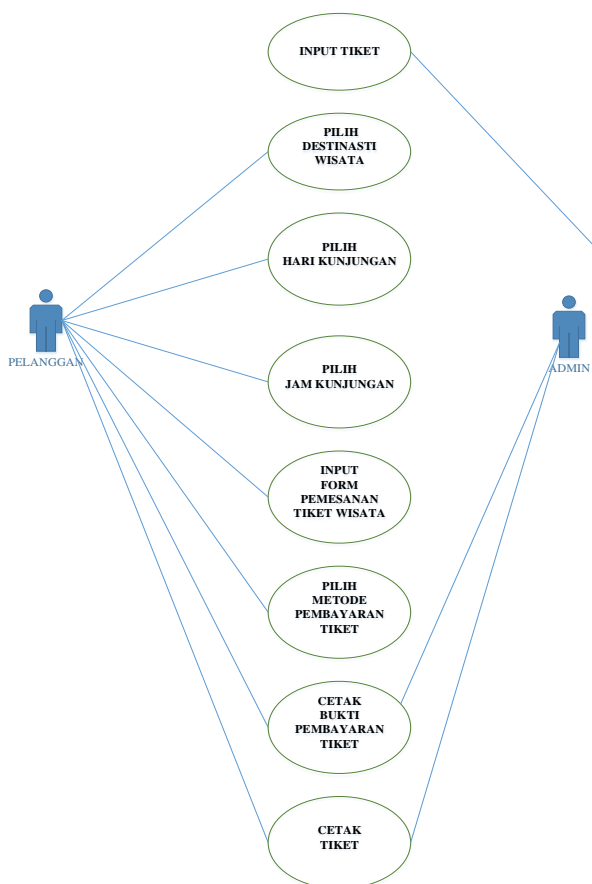 INPUT TIKET
PILIH
DESTINASTI
WISATA
PILIH
HARI KUNJUNGAN
PELANGGAN
ADMIN
PILIH
JAM KUNJUNGAN
INPUT
FORM
PEMESANAN
TIKET WISATA
PILIH
METODE
PEMBAYARAN
TIKET
CETAK
BUKTI
PEMBAYARAN
TIKET
CETAK
TIKET